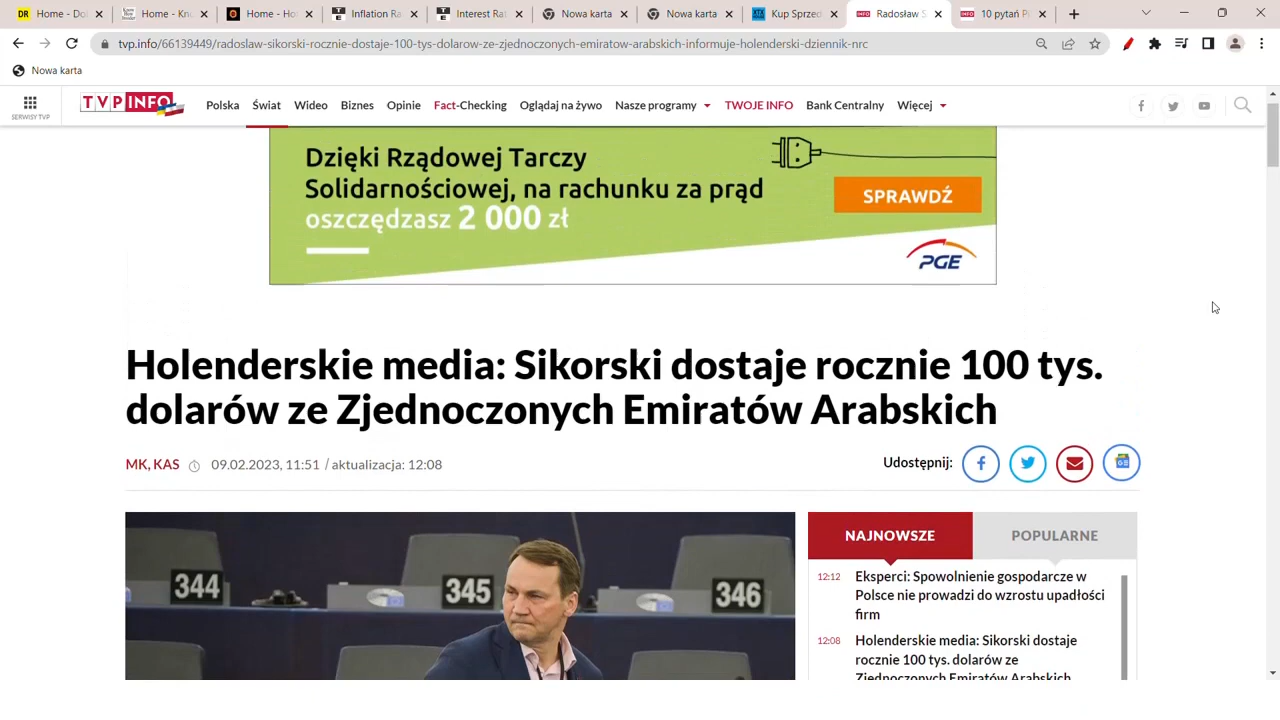 Home - Do
Home - Kn
Home - Ho
Inflation Ra
Interest Rat
Nowa karta
Nowa karta
Kup Sprzed
Radosław S
10 pytań P
tvp.info/66139449/radoslaw-sikorski-rocznie-dostaje-100-tys-dolarow-ze-zjednoczonych-emiratow-arabskich-informuje-holenderski-dziennik-nrc
Nowa karta
SERWISY TVP
TVP INFO
Polska
Świat
Wideo
Biznes
Opinie
Fact-Checking
Oglądaj na żywo
Nasze programy
TWOJE INFO
Bank Centralny
Więcej
Dzięki Rządowej Tarczy
Solidarnościowej, na rachunku za prąd
oszczędzasz 2 000 zł
SPRAWDŹ
PGE
Holenderskie media: Sikorski dostaje rocznie 100 tys.
dolarów ze Zjednoczonych Emiratów Arabskich
MK, KAS 09.02.2023, 11:51 / aktualizacja: 12:08
Udostępnij:
344
345
346
NAJNOWSZE
POPULARNE
12:12 Eksperci: Spowolnienie gospodarcze w
Polsce nie prowadzi do wzrostu upadłości
firm
12:08 Holenderskie media: Sikorski dostaje
rocznie 100 tys. dolarów ze
Zjednoczonych Emiratów Arabskich